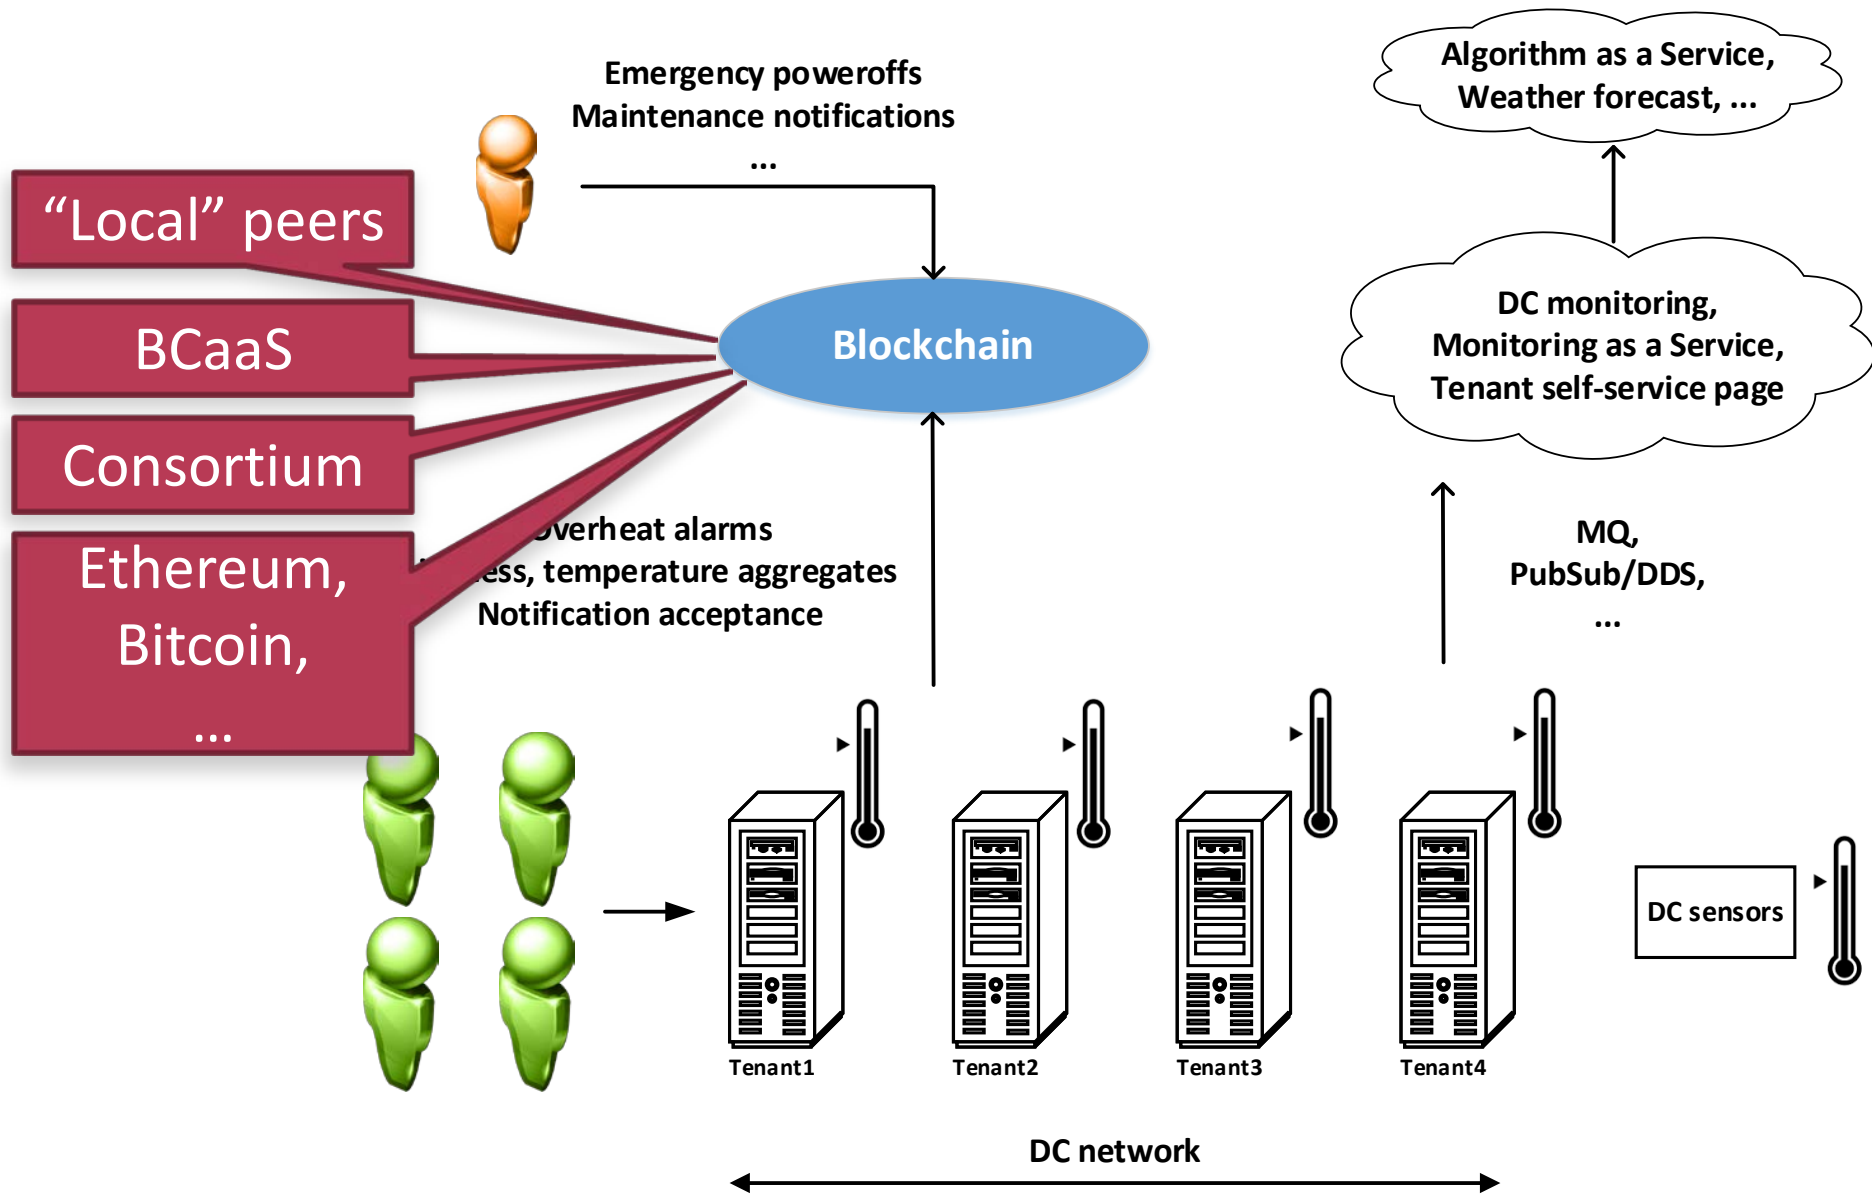 Algorithm as a Service,
Weather forecast, ...
Emergency poweroffs
Maintenance notifications
...
“Local” peers
BCaaS
Consortium
Ethereum,
Bitcoin,
...
Blockchain
DC monitoring,
Monitoring as a Service,
Tenant self-service page
Overheat alarms
temperature aggregates
Notification acceptance
MQ,
PubSub/DDS,
...
DC sensors
Tenant1
Tenant2
Tenant3
Tenant4
DC network